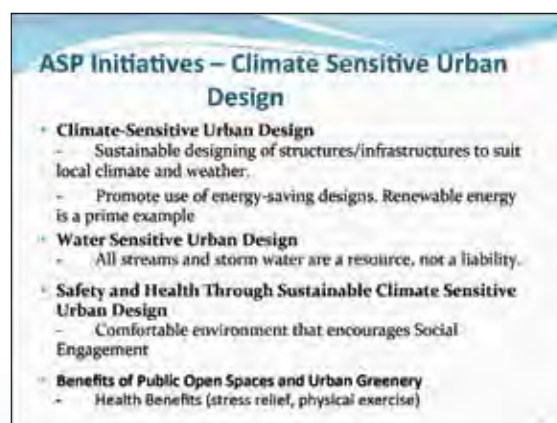 ASP Initiatives – Climate Sensitive Urban
Design
• Climate-Sensitive Urban Design
- Sustainable designing of structures/infrastructures to suit
local climate and weather.
- Promote use of energy-saving designs. Renewable energy
is a prime example
• Water Sensitive Urban Design
- All streams and storm water are a resource, not a liability.
• Safety and Health Through Sustainable Climate Sensitive
Urban Design
- Comfortable environment that encourages Social
Engagement
• Benefits of Public Open Spaces and Urban Greenery
- Health Benefits (stress relief, physical exercise)